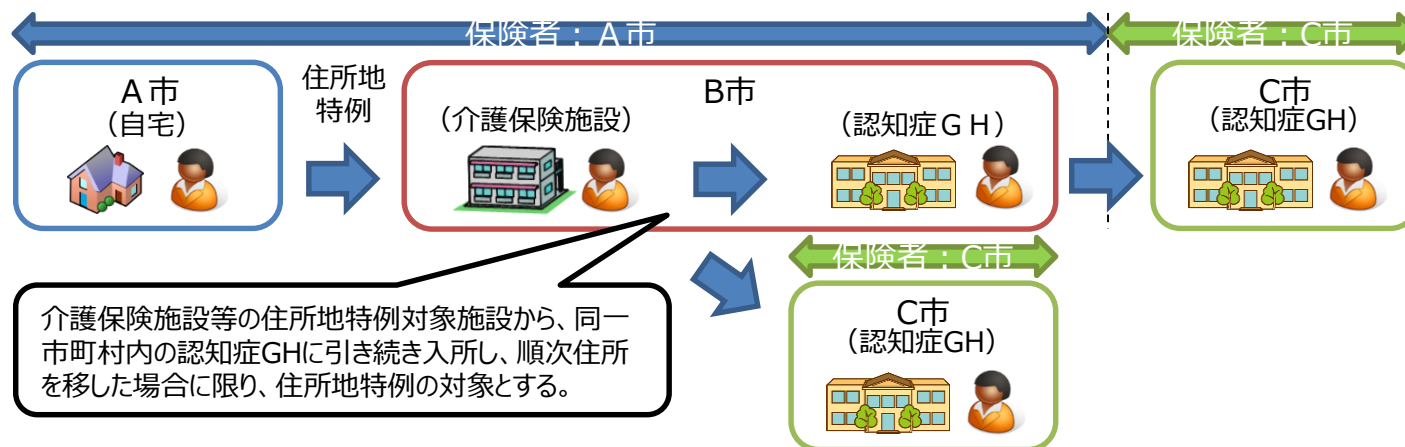 保険者：Ａ市
保険者：C市
Ａ市
（自宅）
住所地
特例
B市
（介護保険施設）
（認知症ＧＨ）
C市
（認知症GH）
保険者：C市
C市
（認知症GH）
介護保険施設等の住所地特例対象施設から、同一
市町村内の認知症GHに引き続き入所し、順次住所
を移した場合に限り、住所地特例の対象とする。